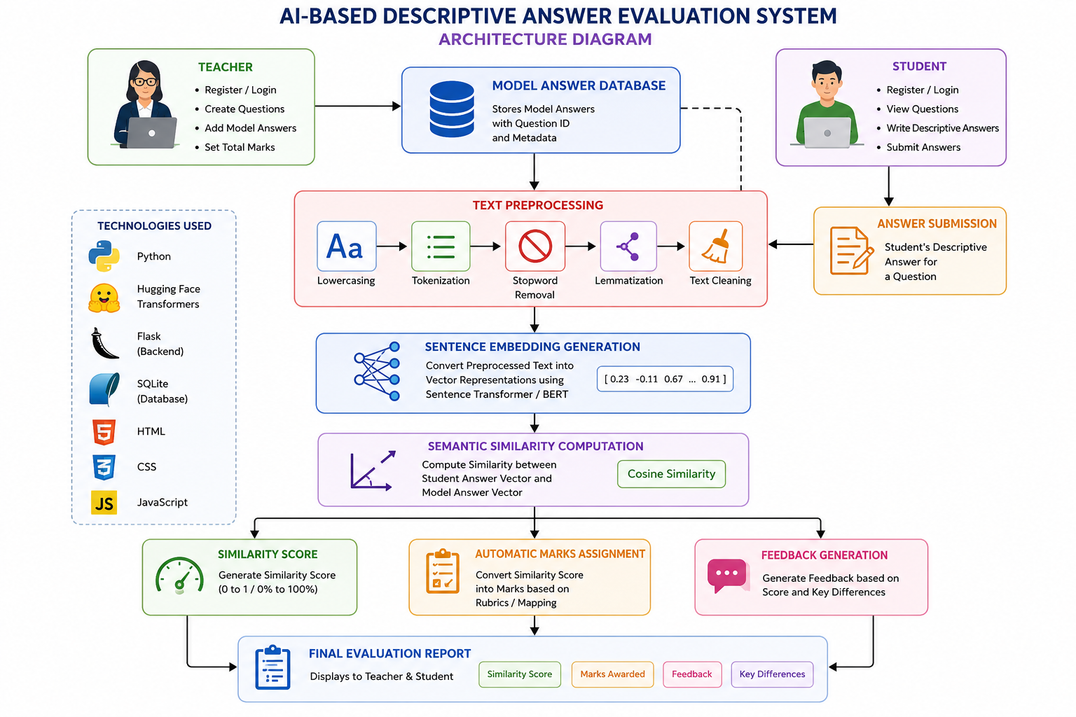 AI-BASED DESCRIPTIVE ANSWER EVALUATION SYSTEM
ARCHITECTURE DIAGRAM
TEACHER
• Register / Login
• Create Questions
• Add Model Answers
• Set Total Marks
MODEL ANSWER DATABASE
Stores Model Answers
with Question ID
and Metadata
STUDENT
• Register / Login
• View Questions
• Write Descriptive Answers
• Submit Answers
TEXT PREPROCESSING
Aa
Lowercasing
Tokenization
Stopword
Removal
Lemmatization
Text Cleaning
ANSWER SUBMISSION
Student's Descriptive
Answer for
a Question
TECHNOLOGIES USED
Python
Hugging Face
Transformers
Flask
(Backend)
SQLite
(Database)
5
HTML
3
CSS
JS
JavaScript
SENTENCE EMBEDDING GENERATION
Convert Preprocessed Text into
Vector Representations using
Sentence Transformer / BERT
[ 0.23 -0.11 0.67 ... 0.91 ]
SEMANTIC SIMILARITY COMPUTATION
Compute Similarity between
Student Answer Vector and
Model Answer Vector
Cosine Similarity
SIMILARITY SCORE
Generate Similarity Score
(0 to 1 / 0% to 100%)
AUTOMATIC MARKS ASSIGNMENT
Convert Similarity Score
into Marks based on
Rubrics / Mapping
FEEDBACK GENERATION
Generate Feedback based on
Score and Key Differences
FINAL EVALUATION REPORT
Displays to Teacher & Student
Similarity Score
Marks Awarded
Feedback
Key Differences